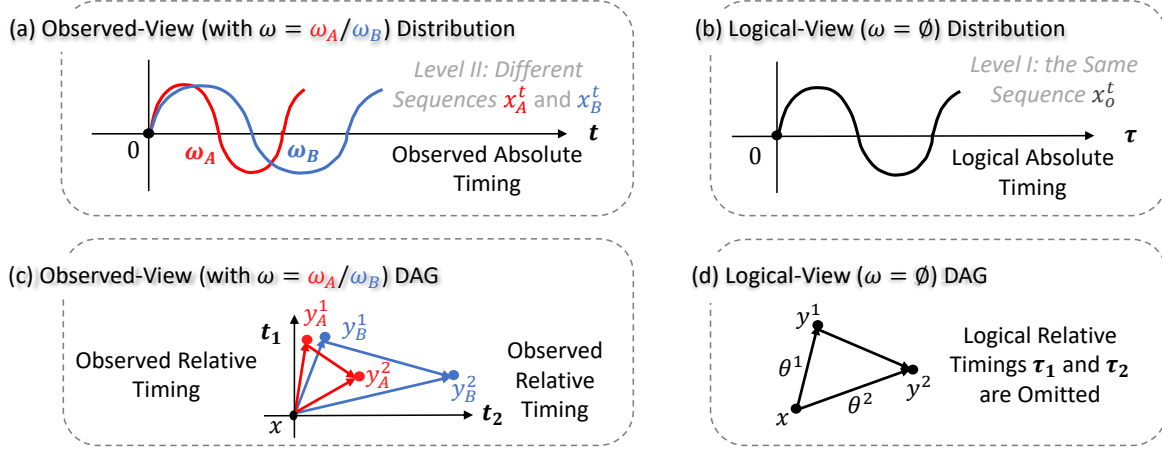 (a) Observed-View (with ω = ω_A/ω_B) Distribution
Level II: Different
Sequences x_A^t and x_B^t
0
ω_A
ω_B
t
Observed Absolute
Timing
(b) Logical-View (ω = ∅) Distribution
Level I: the Same
Sequence x_o^t
0
τ
Logical Absolute
Timing
(c) Observed-View (with ω = ω_A/ω_B) DAG
t_1
y_A^1
y_B^1
Observed Relative
Timing
y_A^2
y_B^2
Observed
Relative
Timing
x
t_2
(d) Logical-View (ω = ∅) DAG
y^1
θ^1
y^2
θ^2
x
Logical Relative
Timings τ_1 and τ_2
are Omitted